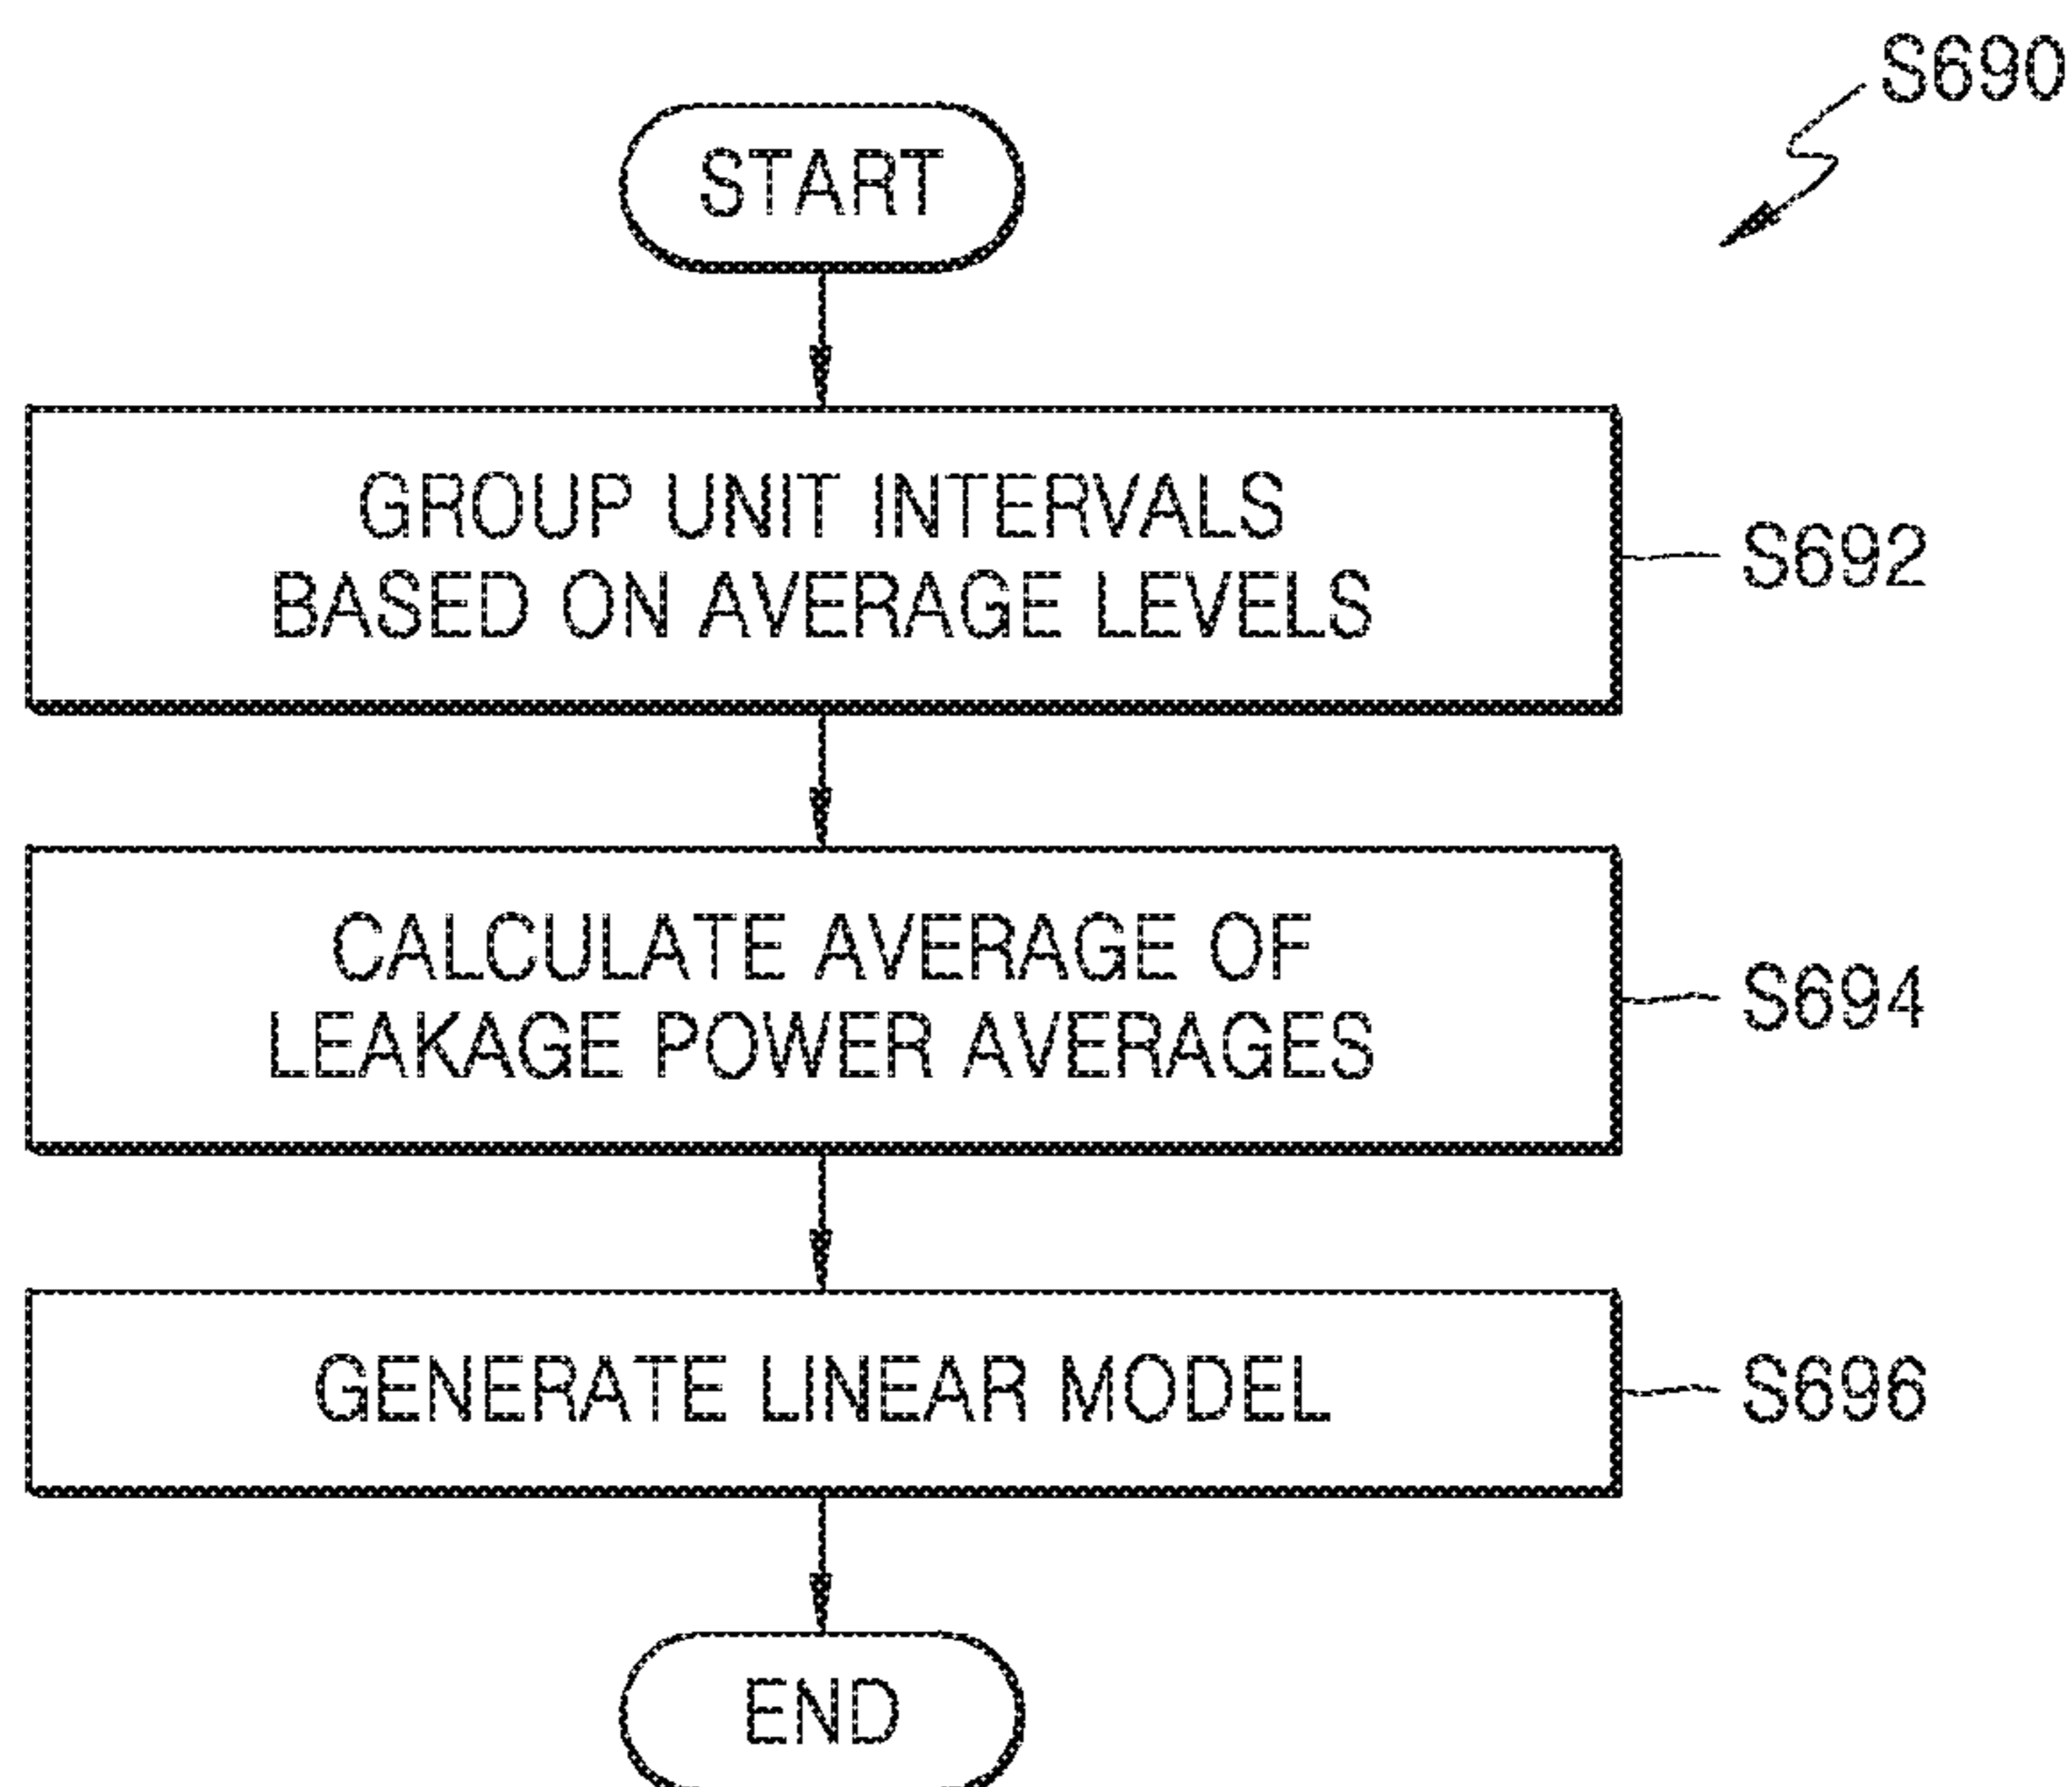 S690
START
GROUP UNIT INTERVALS
BASED ON AVERAGE LEVELS
S692
CALCULATE AVERAGE OF
LEAKAGE POWER AVERAGES
S694
GENERATE LINEAR MODEL
S696
END